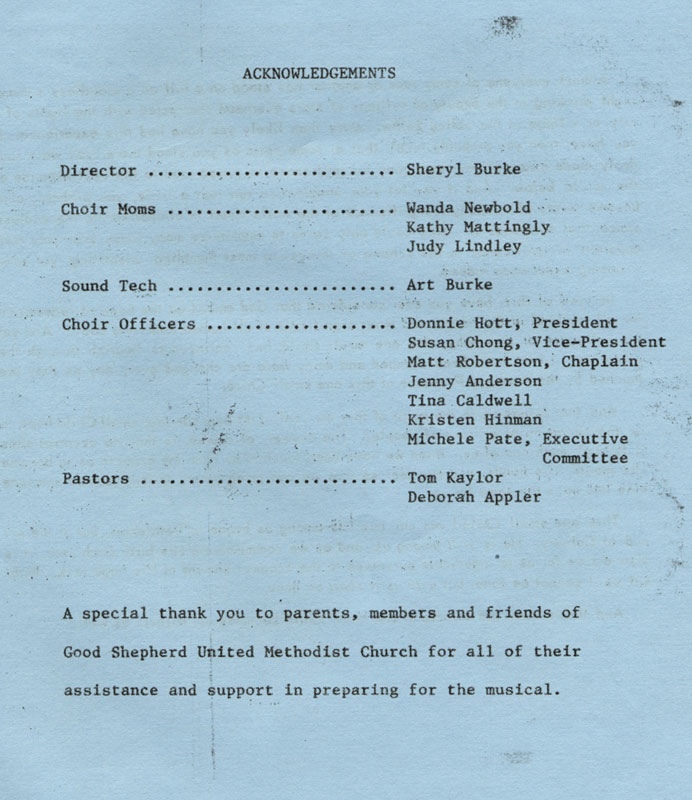 ACKNOWLEDGEMENTS
Director .......................... Sheryl Burke
Choir Moms ........................ Wanda Newbold
Kathy Mattingly
Judy Lindley
Sound Tech ........................ Art Burke
Choir Officers .................... Donnie Hott, President
Susan Chong, Vice-President
Matt Robertson, Chaplain
Jenny Anderson
Tina Caldwell
Kristen Hinman
Michele Pate, Executive
Committee
Pastors ........................... Tom Kaylor
Deborah Appler
A special thank you to parents, members and friends of
Good Shepherd United Methodist Church for all of their
assistance and support in preparing for the musical.